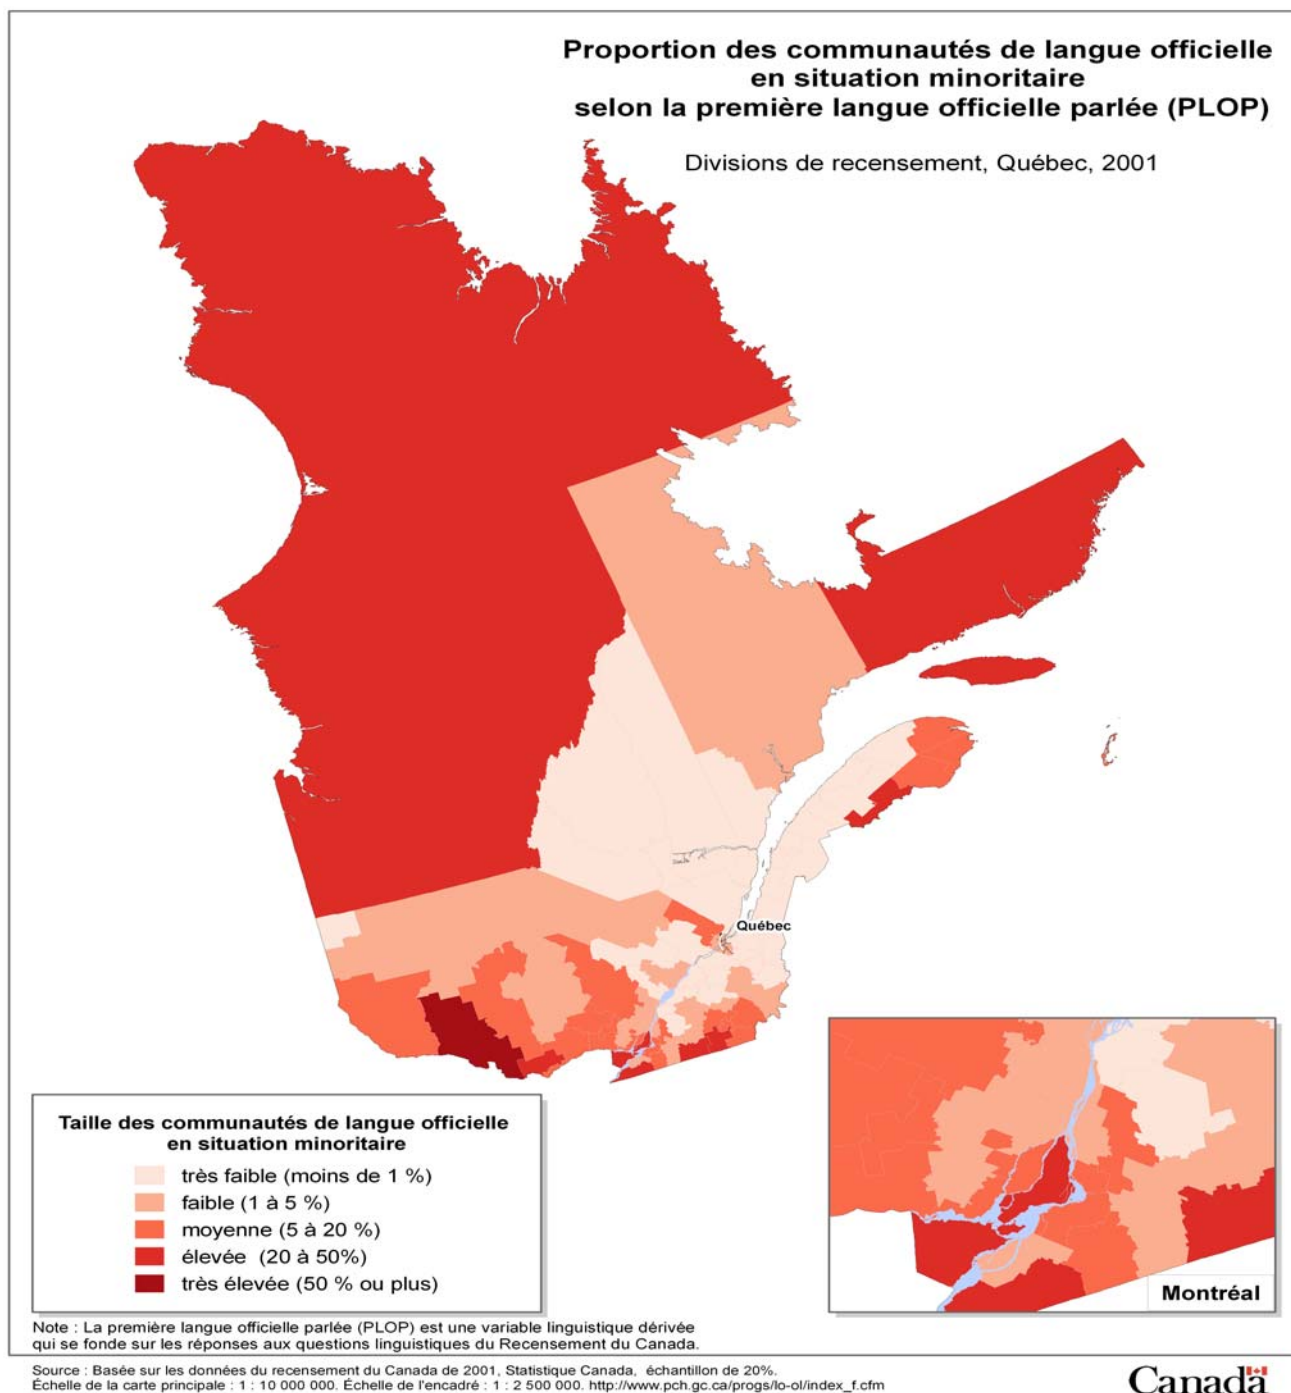 Proportion des communautés de langue officielle
en situation minoritaire
selon la première langue officielle parlée (PLOP)
Divisions de recensement, Québec, 2001
Québec
Taille des communautés de langue officielle
en situation minoritaire
très faible (moins de 1 %)
faible (1 à 5 %)
moyenne (5 à 20 %)
élevée (20 à 50%)
très élevée (50 % ou plus)
Montréal
Note : La première langue officielle parlée (PLOP) est une variable linguistique dérivée
qui se fonde sur les réponses aux questions linguistiques du Recensement du Canada.
Source : Basée sur les données du recensement du Canada de 2001, Statistique Canada, échantillon de 20%.
Échelle de la carte principale : 1 : 10 000 000. Échelle de l'encadré : 1 : 2 500 000. http://www.pch.gc.ca/progs/lo-ol/index_f.cfm
Canada